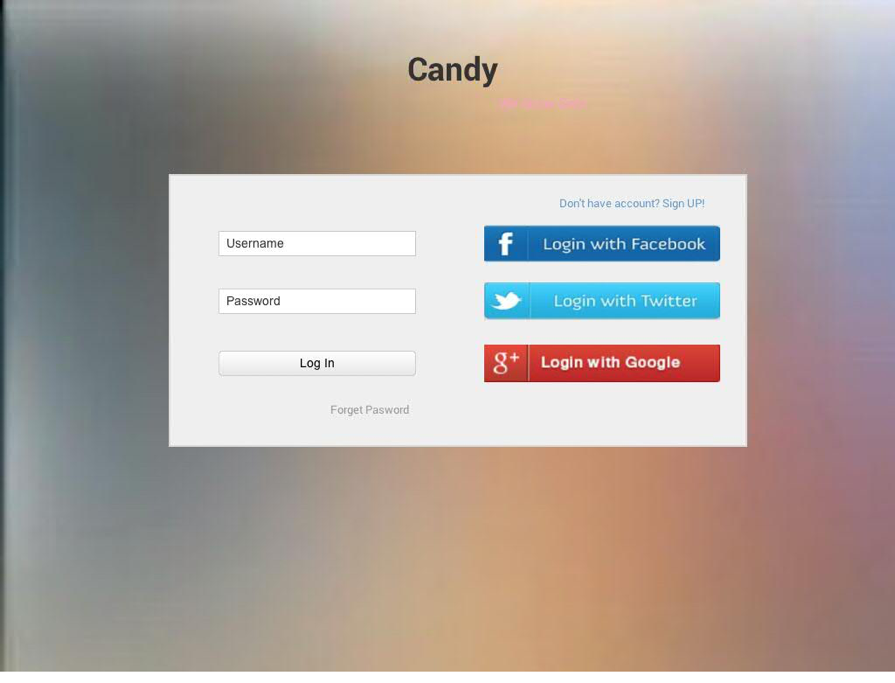 Candy
Don't have account? Sign UP!
Username
f Login with Facebook
Password
Login with Twitter
Log In
g+ Login with Google
Forget Pasword